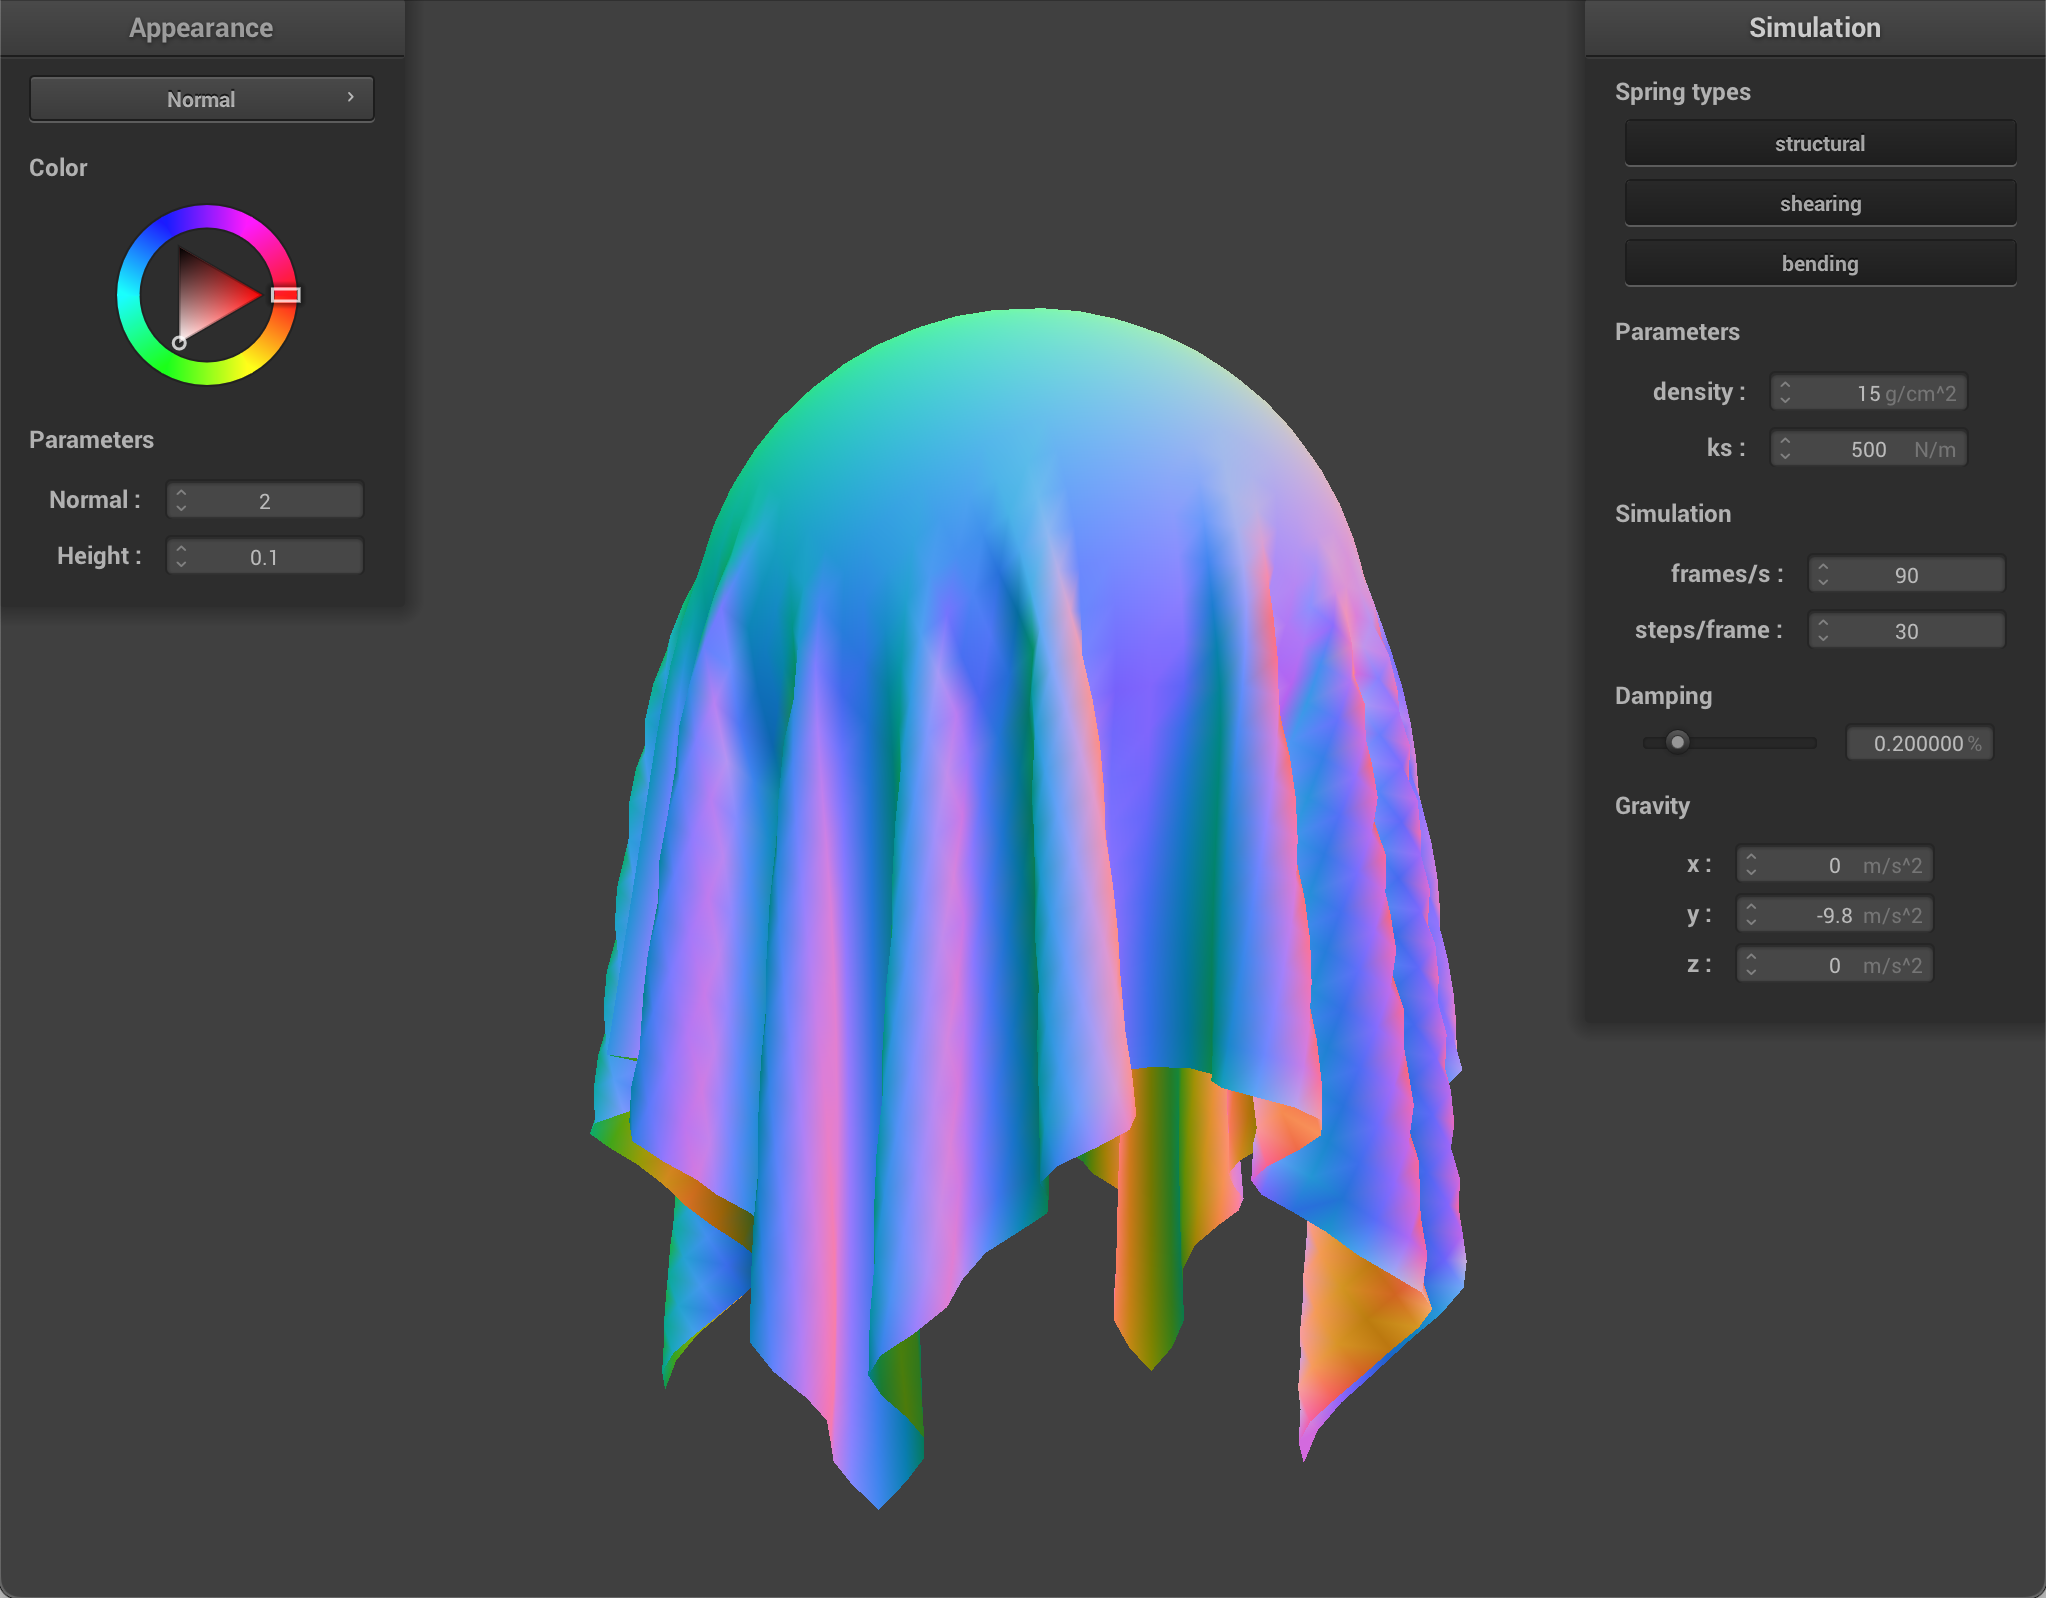 Appearance
Normal
Color
Parameters
Normal : 2
Height : 0.1
Simulation
Spring types
structural
shearing
bending
Parameters
density : 15 g/cm^2
ks : 500 N/m
Simulation
frames/s : 90
steps/frame : 30
Damping
0.200000 %
Gravity
x : 0 m/s^2
y : -9.8 m/s^2
z : 0 m/s^2